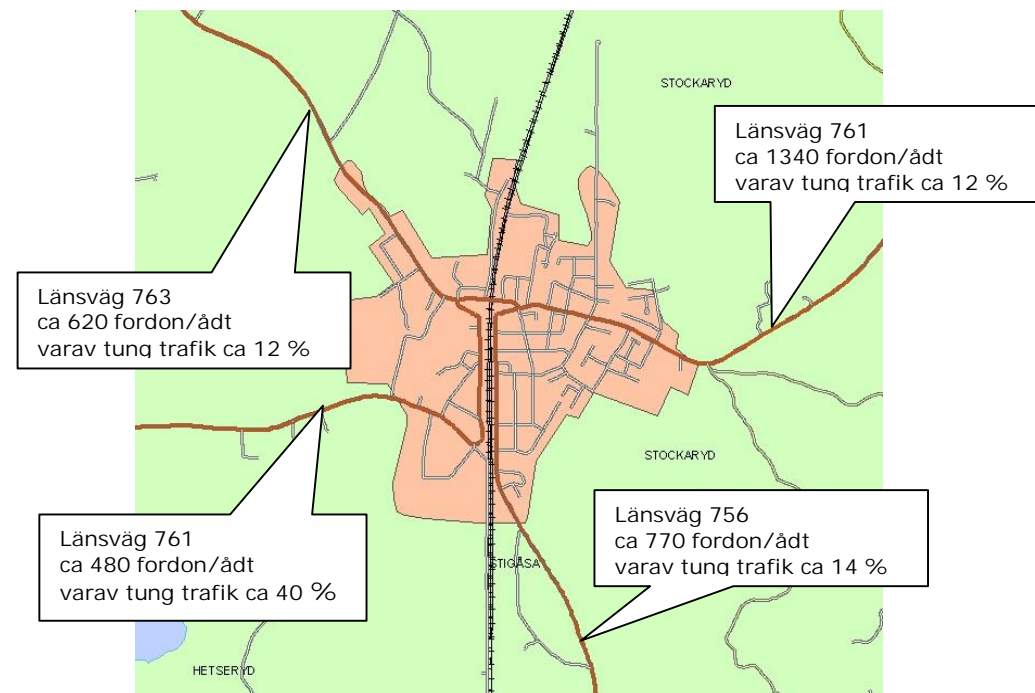 STOCKARYD
Länsväg 761
ca 1340 fordon/ådt
varav tung trafik ca 12 %
Länsväg 763
ca 620 fordon/ådt
varav tung trafik ca 12 %
STOCKARYD
Länsväg 756
ca 770 fordon/ådt
varav tung trafik ca 14 %
Länsväg 761
ca 480 fordon/ådt
varav tung trafik ca 40 %
STIGÅSA
HETSERYD